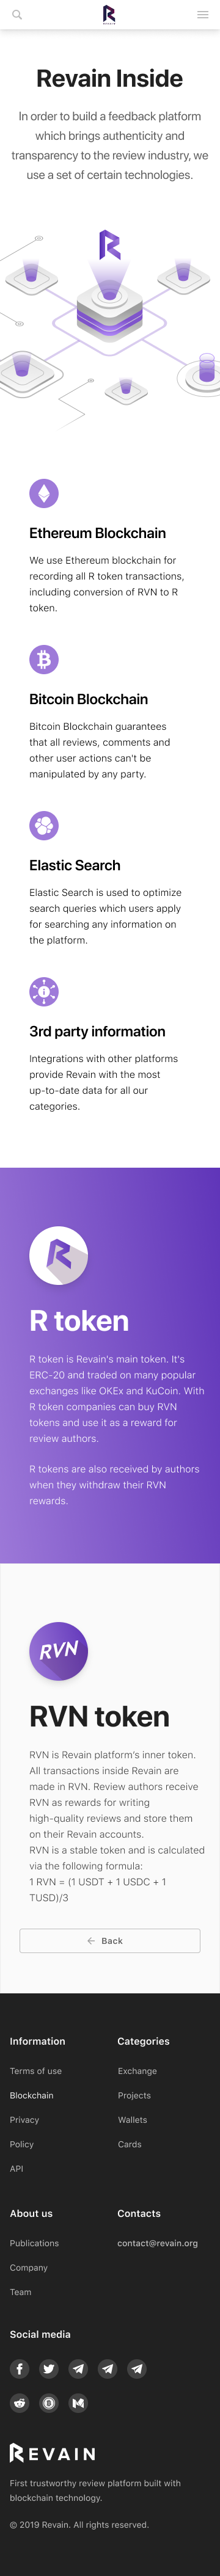 REVAIN
Revain Inside
In order to build a feedback platform
which brings authenticity and
transparency to the review industry, we
use a set of certain technologies.
Ethereum Blockchain
We use Ethereum blockchain for
recording all R token transactions,
including conversion of RVN to R
token.
Bitcoin Blockchain
Bitcoin Blockchain guarantees
that all reviews, comments and
other user actions can't be
manipulated by any party.
Elastic Search
Elastic Search is used to optimize
search queries which users apply
for searching any information on
the platform.
3rd party information
Integrations with other platforms
provide Revain with the most
up-to-date data for all our
categories.
R token
R token is Revain's main token. It's
ERC-20 and traded on many popular
exchanges like OKEx and KuCoin. With
R token companies can buy RVN
tokens and use it as a reward for
review authors.
R tokens are also received by authors
when they withdraw their RVN
rewards.
RVN
RVN token
RVN is Revain platform's inner token.
All transactions inside Revain are
made in RVN. Review authors receive
RVN as rewards for writing
high-quality reviews and store them
on their Revain accounts.
RVN is a stable token and is calculated
via the following formula:
1 RVN = (1 USDT + 1 USDC + 1
TUSD)/3
Back
Information
Terms of use
Blockchain
Privacy
Policy
API
Categories
Exchange
Projects
Wallets
Cards
About us
Publications
Company
Team
Contacts
contact@revain.org
Social media
REVAIN
First trustworthy review platform built with
blockchain technology.
© 2019 Revain. All rights reserved.